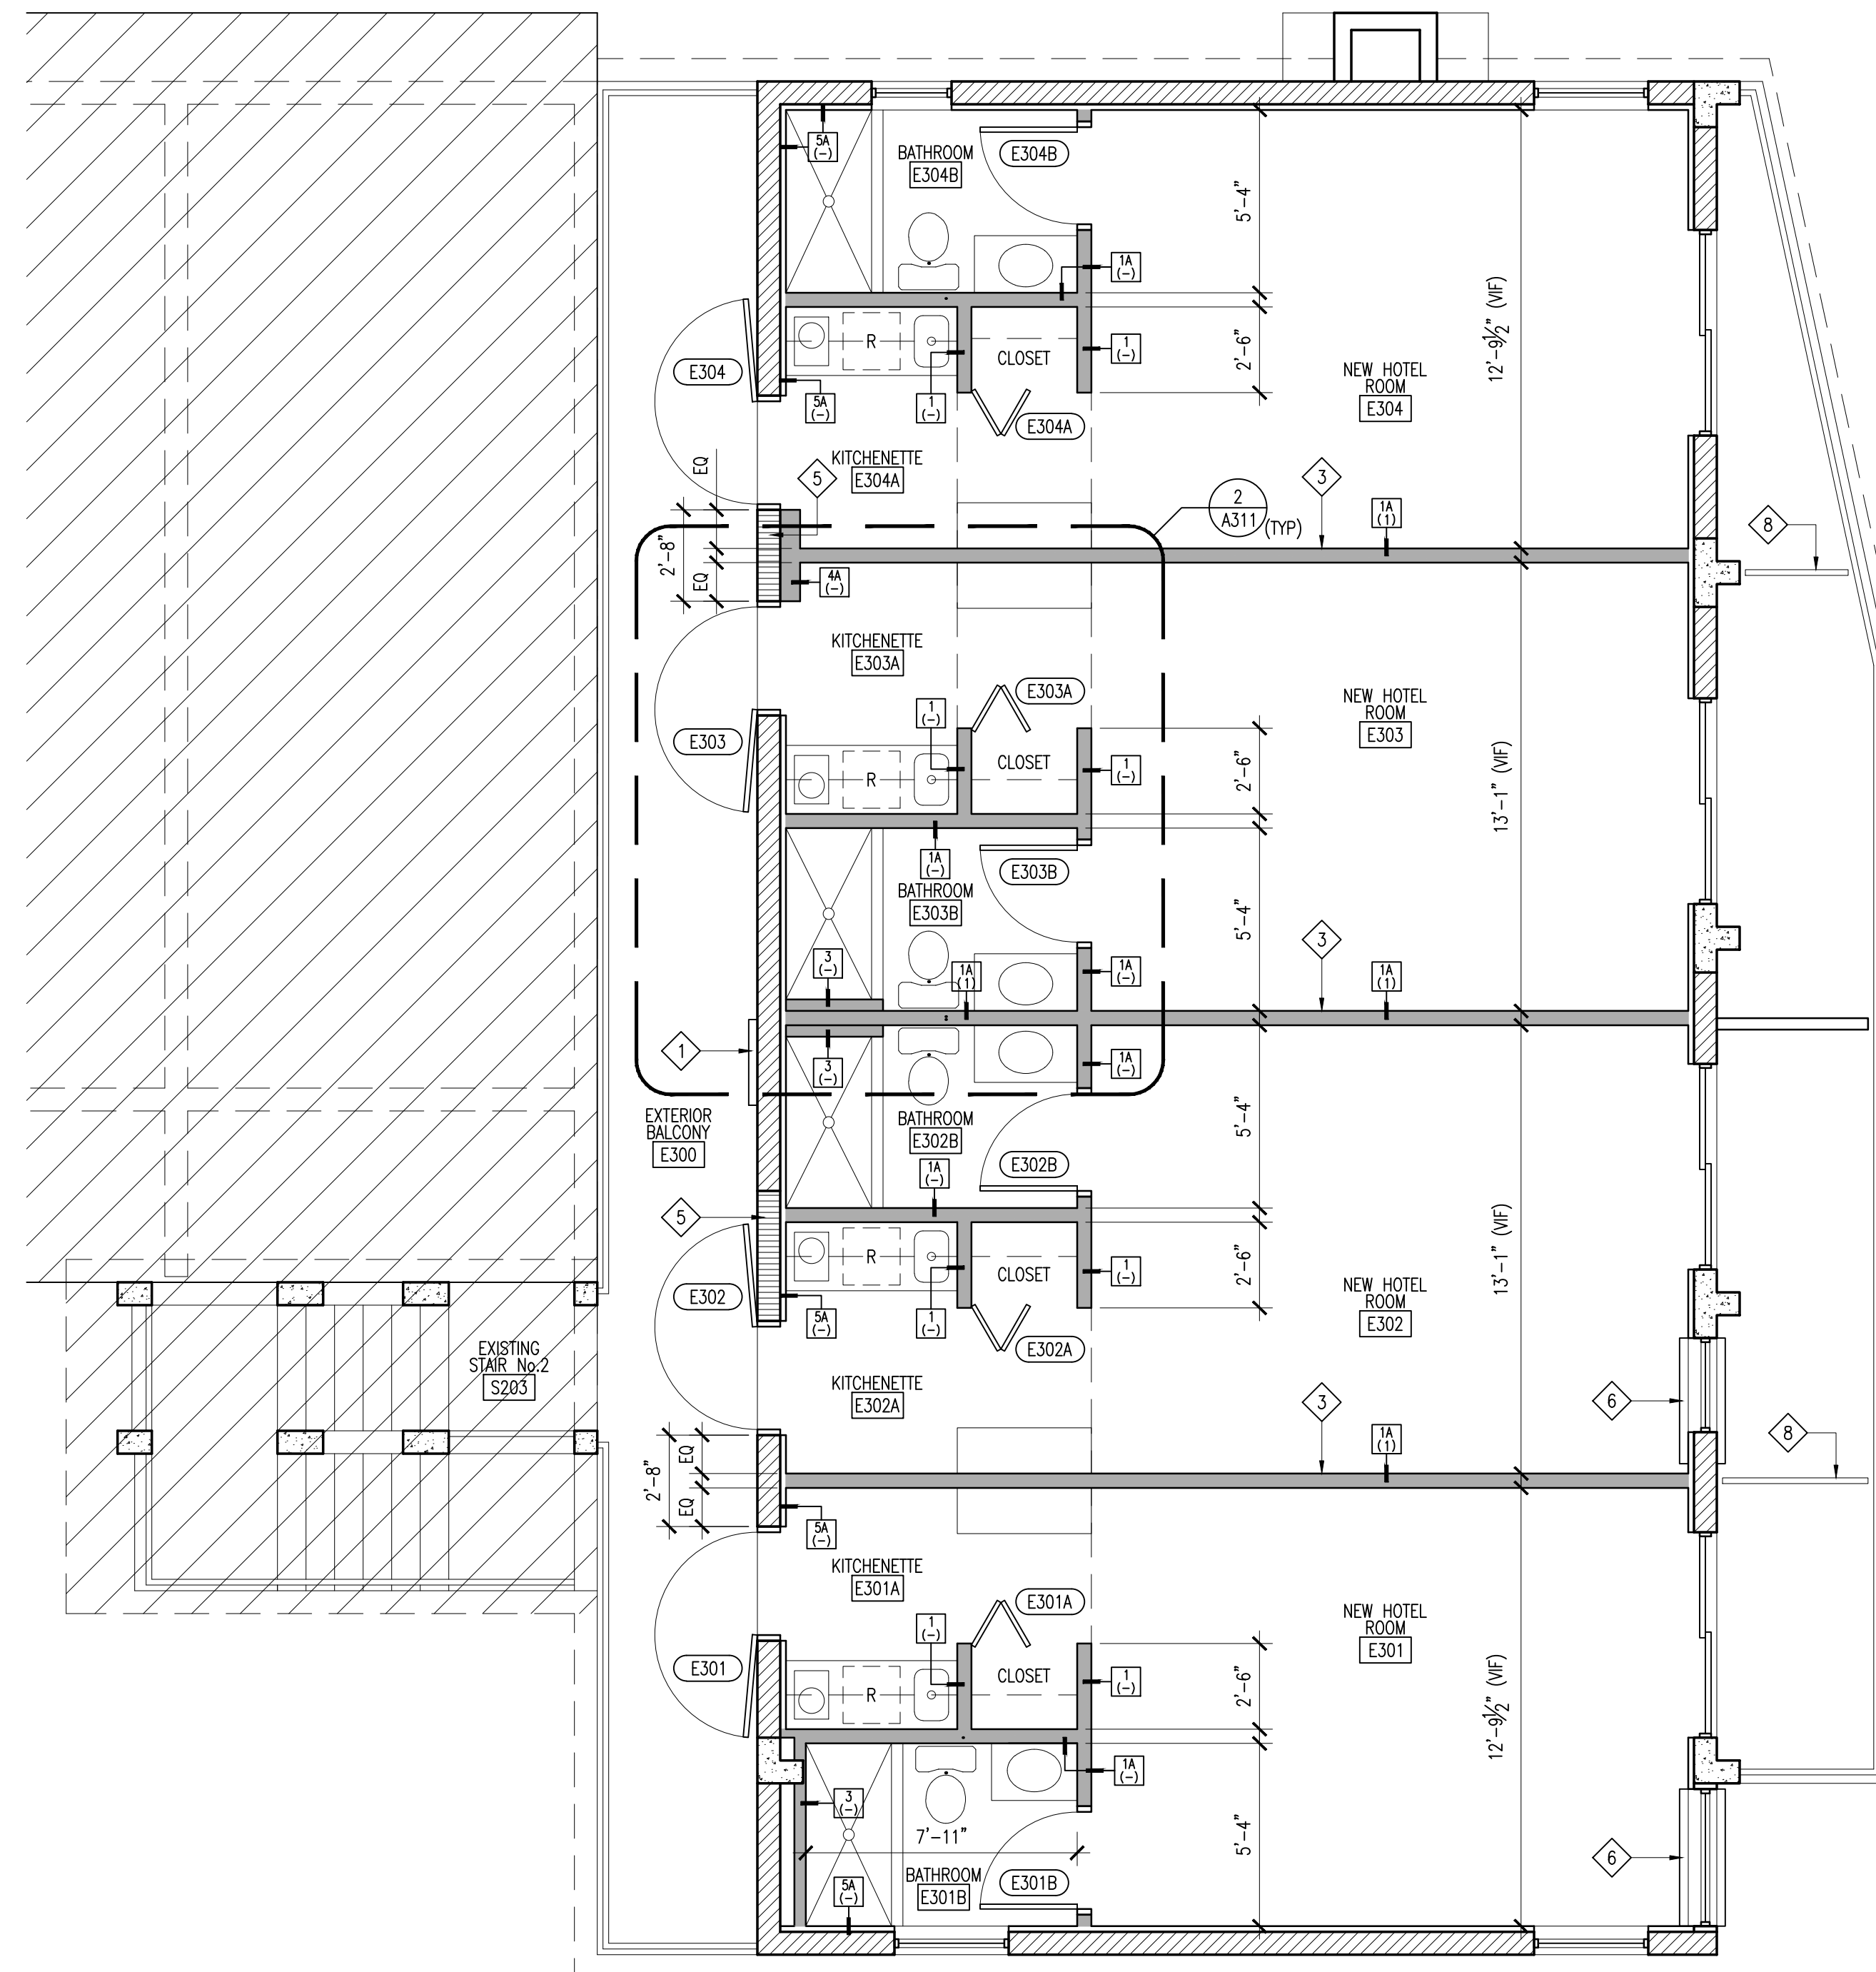 5A
(-)
BATHROOM
E304B
E304B
5'-4"
1A
(-)
12'-9½" (VIF)
E304
R
CLOSET
1
(-)
2'-6"
5A
(-)
1
(-)
E304A
NEW HOTEL
ROOM
E304
EQ
KITCHENETTE
E304A
5
2
A311
(TYP)
3
1A
(1)
8
2'-8"
EQ
4A
(-)
KITCHENETTE
E303A
E303A
NEW HOTEL
ROOM
E303
1
(-)
E303
R
CLOSET
1
(-)
2'-6"
13'-1" (VIF)
1A
(-)
E303B
BATHROOM
E303B
5'-4"
3
3
(-)
1A
(1)
1A
(-)
1A
(1)
1
3
(-)
1A
(-)
EXTERIOR
BALCONY
E300
BATHROOM
E302B
5'-4"
1A
(-)
E302B
5
13'-1" (VIF)
R
CLOSET
1
(-)
2'-6"
E302
5A
(-)
1
(-)
NEW HOTEL
ROOM
E302
EXISTING
STAIR No.2
S203
E302A
KITCHENETTE
E302A
3
6
1A
(1)
8
2'-8"
EQ
EQ
5A
(-)
KITCHENETTE
E301A
E301A
NEW HOTEL
ROOM
E301
1
(-)
E301
R
CLOSET
1
(-)
2'-6"
12'-9½" (VIF)
1A
(-)
3
(-)
7'-11"
5'-4"
6
BATHROOM
E301B
E301B
5A
(-)